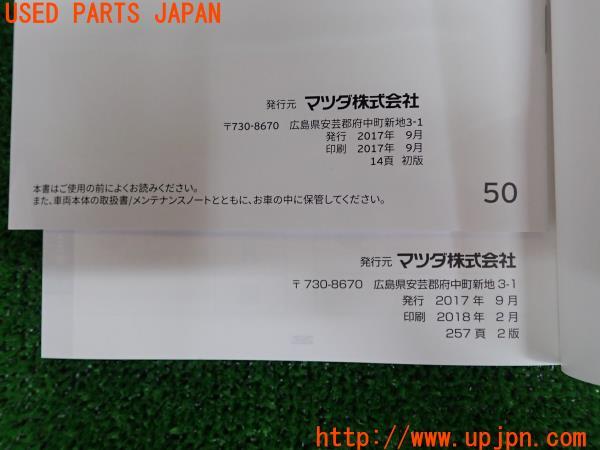 USED PARTS JAPAN
発行元 マツダ株式会社
〒730-8670 広島県安芸郡府中町新地3-1
発行 2017年 9月
印刷 2017年 9月
14頁 初版
本書はご使用の前によくお読みください。
また、車両本体の取扱書/メンテナンスノートとともに、お車の中に保管してください。
50
発行元 マツダ株式会社
〒730-8670 広島県安芸郡府中町新地3-1
発行 2017年 9月
印刷 2018年 2月
257頁 2版
http://www.upjpn.com/